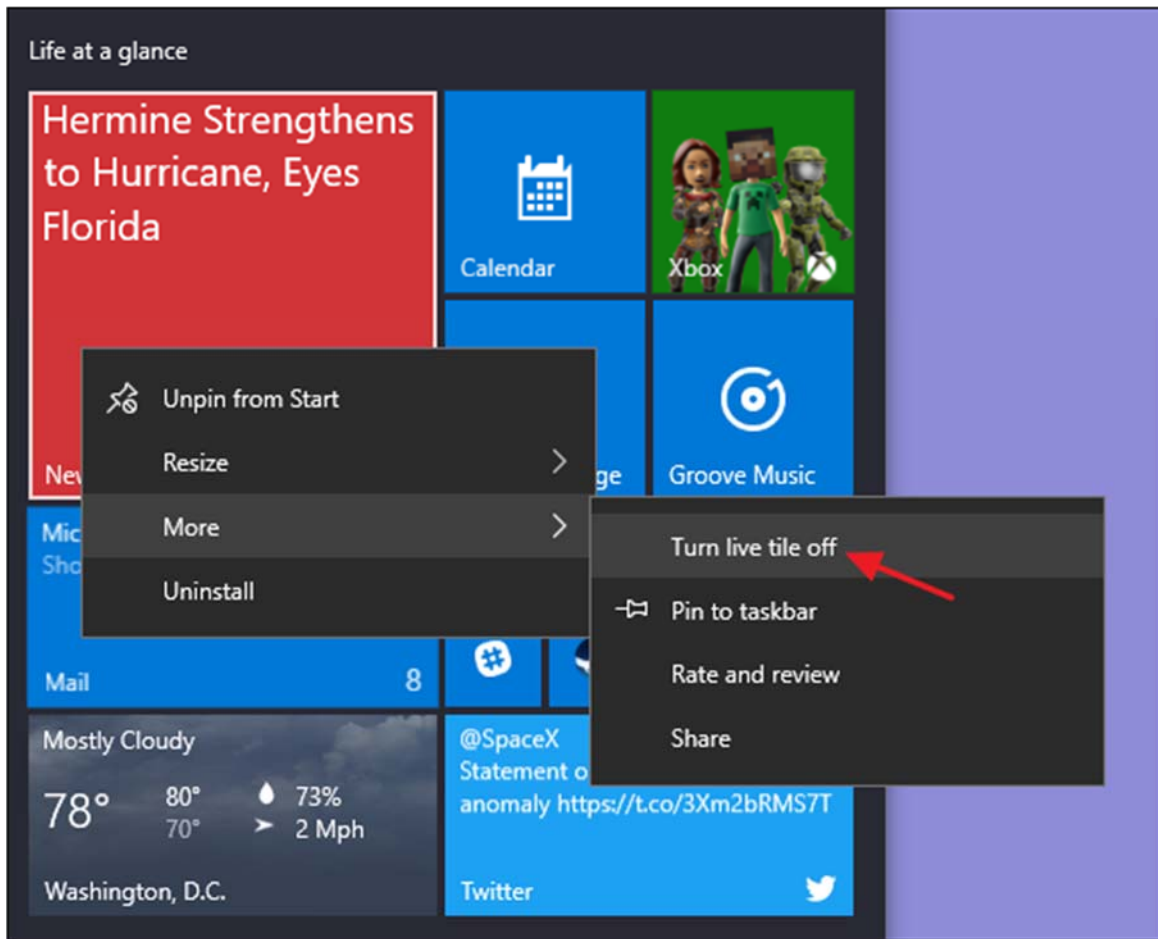 Life at a glance
Hermine Strengthens
to Hurricane, Eyes
Florida
Calendar
Xbox
Unpin from Start
Resize
More
Uninstall
Groove Music
Turn live tile off
Pin to taskbar
Rate and review
Share
Mail 8
Mostly Cloudy
78° 80° 73%
70° 2 Mph
Washington, D.C.
@SpaceX
Statement o
anomaly https://t.co/3Xm2bRMS7T
Twitter